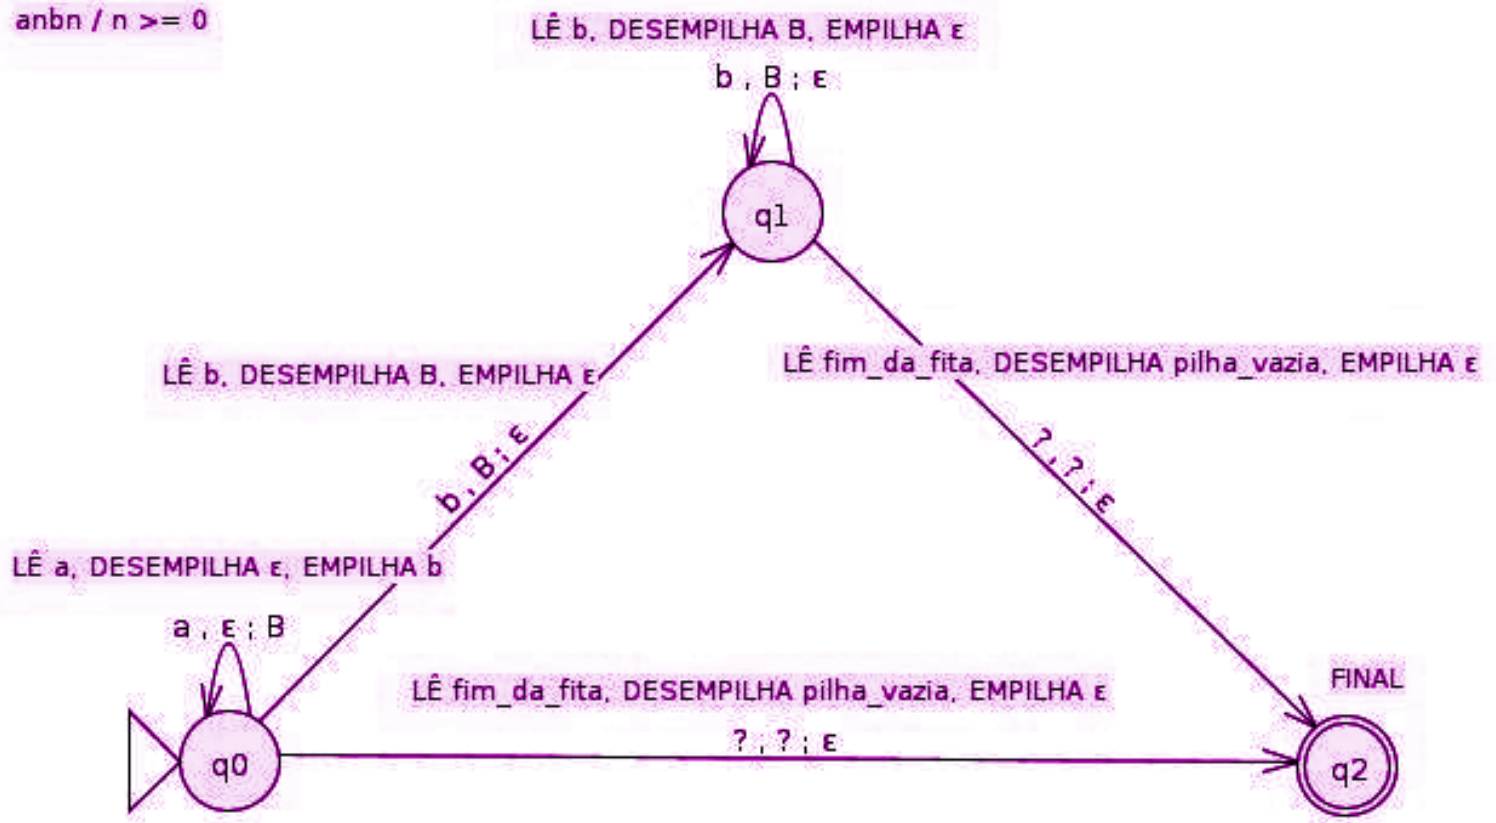 anbn / n >= 0
LÊ b, DESEMPILHA B, EMPILHA ε
b , B ; ε
q1
LÊ b, DESEMPILHA B, EMPILHA ε
LÊ fim_da_fita, DESEMPILHA pilha_vazia, EMPILHA ε
b , B ; ε
? , ? ; ε
LÊ a, DESEMPILHA ε, EMPILHA b
a , ε ; B
LÊ fim_da_fita, DESEMPILHA pilha_vazia, EMPILHA ε
FINAL
? , ? ; ε
q0
q2